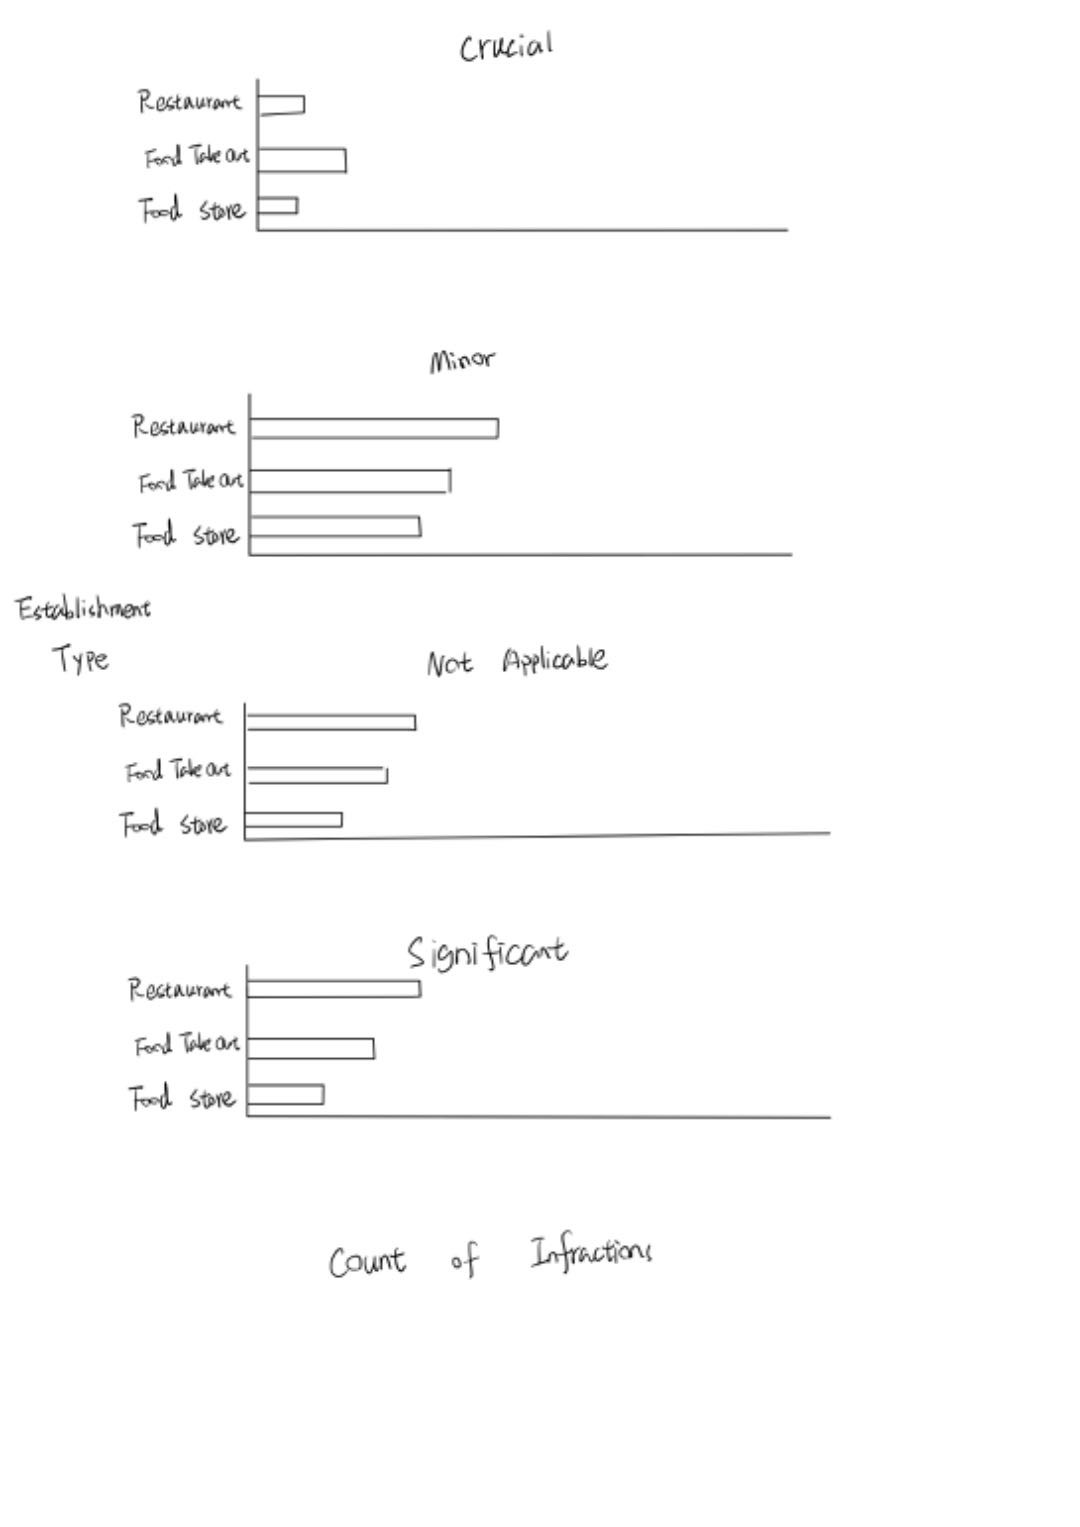 Crucial
Restaurant
Food Take Out
Food Store
Minor
Restaurant
Food Take Out
Food Store
Establishment
Type
Not Applicable
Restaurant
Food Take Out
Food Store
Significant
Restaurant
Food Take Out
Food Store
Count of Infractions